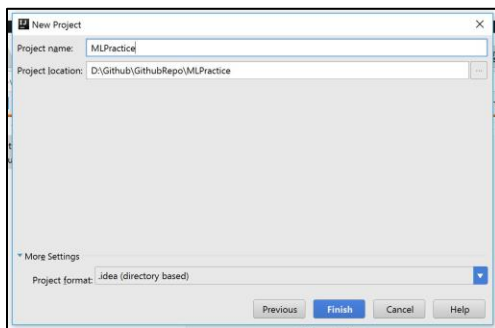 New Project
Project name: MLPractice
Project location: D:\Github\GithubRepo\MLPractice ...
More Settings
Project format: .idea (directory based)
Previous Finish Cancel Help